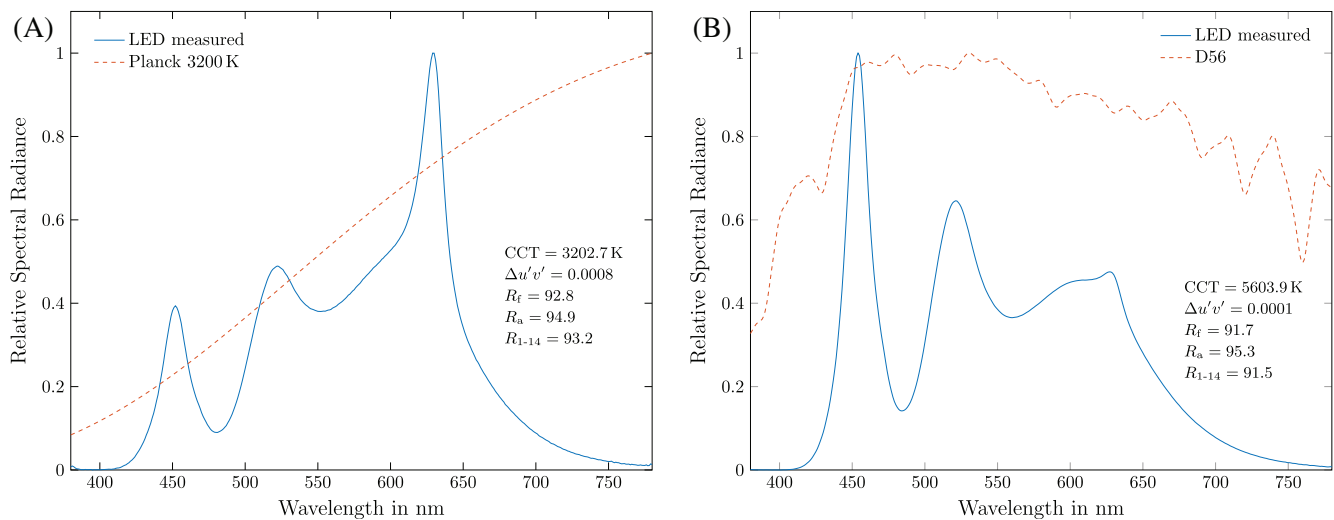 (A)
LED measured
Planck 3200 K
1
0.8
0.6
0.4
0.2
0
Relative Spectral Radiance
CCT = 3202.7 K
Δu′v′ = 0.0008
Rf = 92.8
Ra = 94.9
R1-14 = 93.2
400 450 500 550 600 650 700 750
Wavelength in nm
(B)
LED measured
D56
1
0.8
0.6
0.4
0.2
0
Relative Spectral Radiance
CCT = 5603.9 K
Δu′v′ = 0.0001
Rf = 91.7
Ra = 95.3
R1-14 = 91.5
400 450 500 550 600 650 700 750
Wavelength in nm